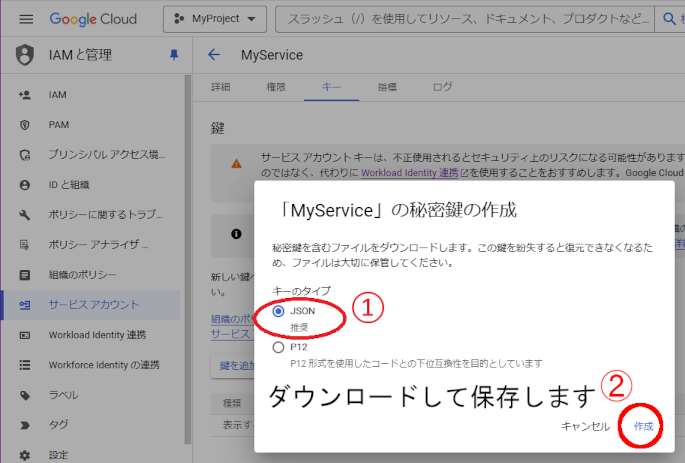 Google Cloud
MyProject
スラッシュ（/）を使用してリソース、ドキュメント、プロダクトなど...
IAM と管理
MyService
詳細 権限 キー 指標 ログ
IAM
PAM
プリンシパル アクセス境...
ID と組織
ポリシーに関するトラブ...
ポリシー アナライザ ...
組織のポリシー
サービス アカウント
Workload Identity 連携
Workforce Identity の連携
ラベル
タグ
設定
鍵
サービス アカウント キーは、不正使用されるとセキュリティ上のリスクになる可能性があります
のではなく、代わりに Workload Identity 連携 を使用することをおすすめします。Google Cloud
新しい鍵
い。
組織のポ
サービス
鍵を追加
種類
表示す
「MyService」の秘密鍵の作成
秘密鍵を含むファイルをダウンロードします。この鍵を紛失すると復元できなくなるた
め、ファイルは大切に保管してください。
キーのタイプ
JSON
推奨
①
P12
P12 形式を使用したコードとの下位互換性を目的としています
ダウンロードして保存します
②
キャンセル 作成